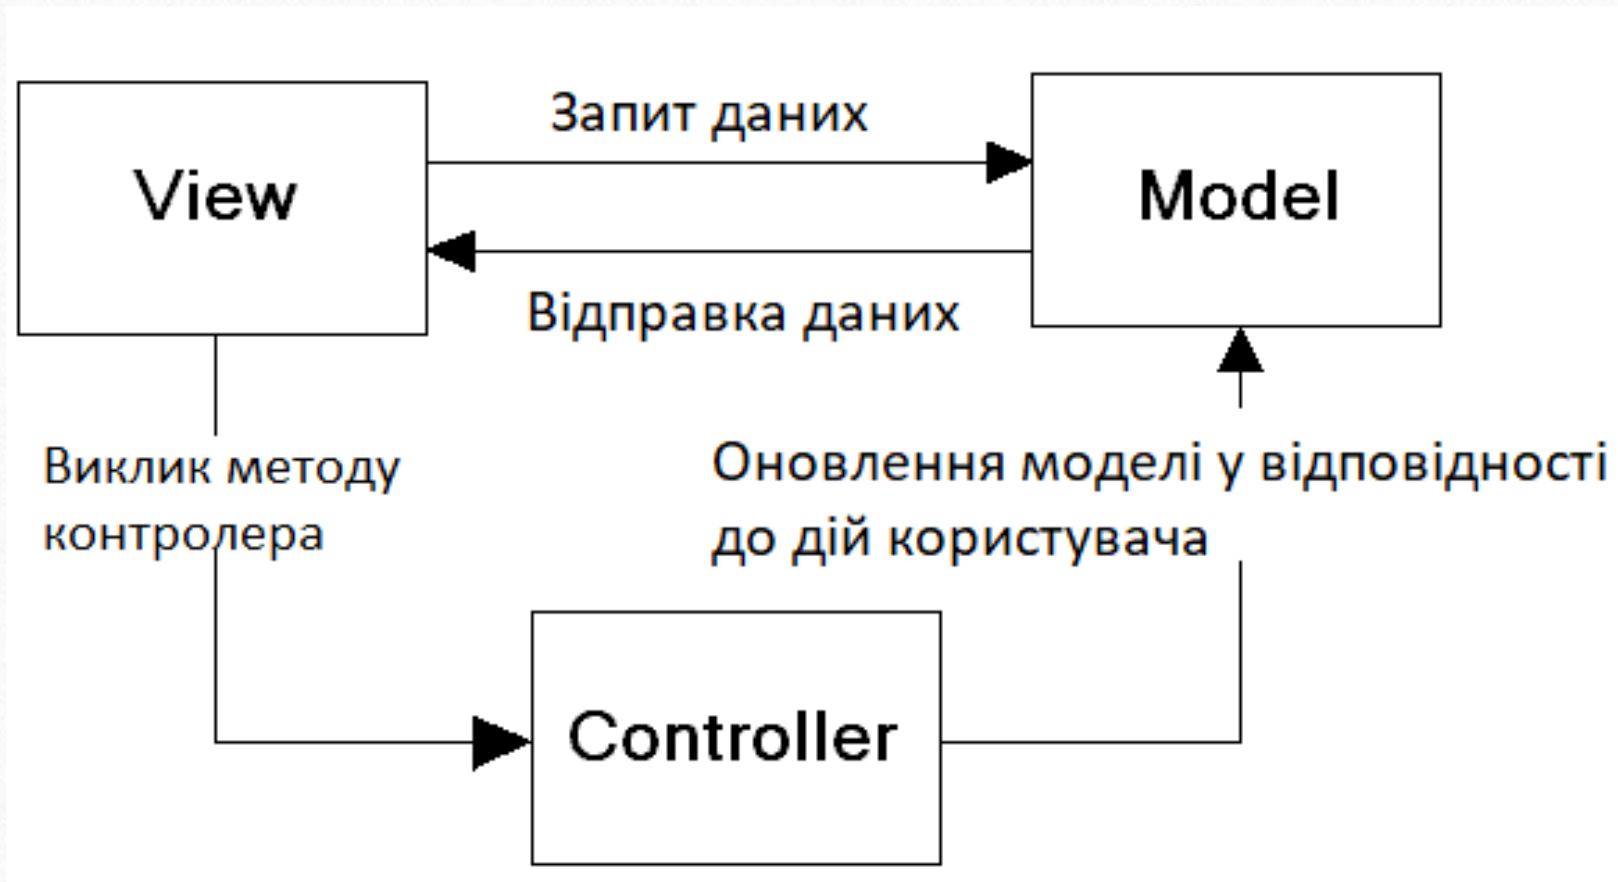 Запит даних
View
Model
Відправка даних
Виклик методу
контролера
Оновлення моделі у відповідності
до дій користувача
Controller